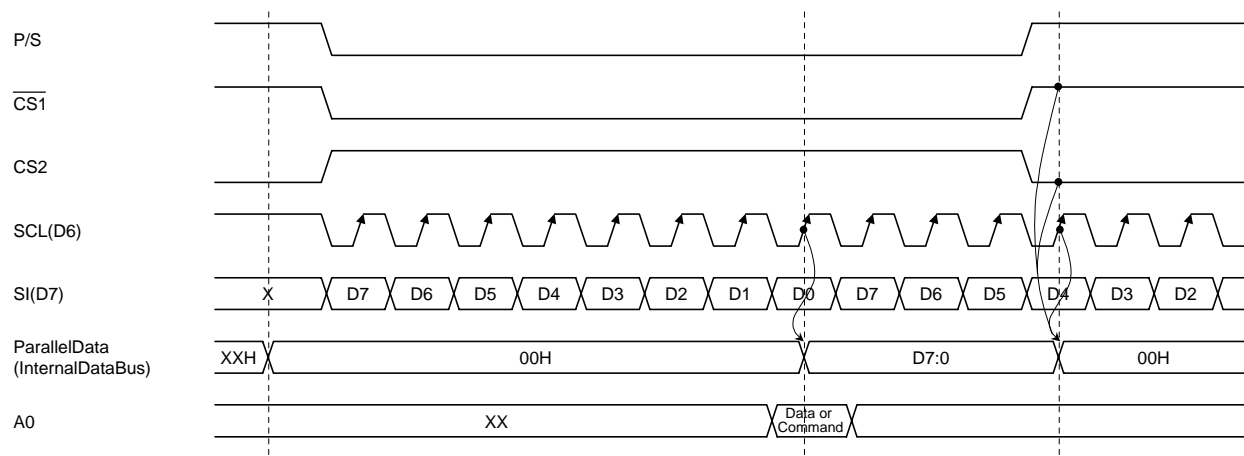 P/S
CS1
CS2
SCL(D6)
SI(D7)
X D7 D6 D5 D4 D3 D2 D1 D0 D7 D6 D5 D4 D3 D2
ParallelData
(InternalDataBus)
XXH 00H D7:0 00H
A0
XX
Data or
Command